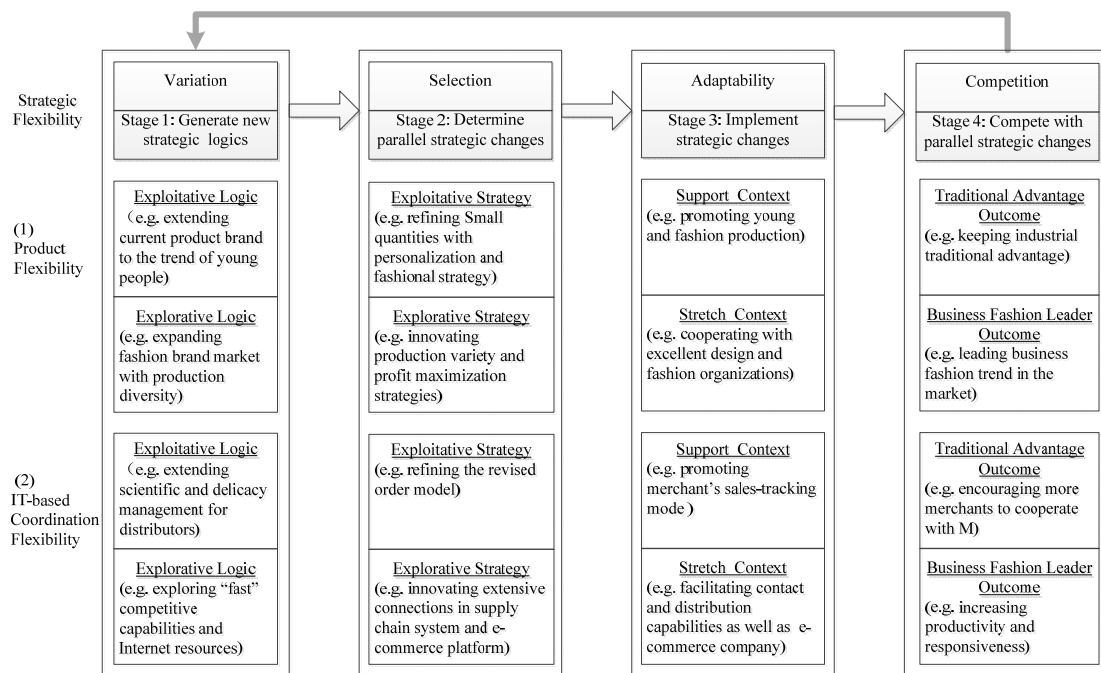 Strategic
Flexibility
Variation
Stage 1: Generate new
strategic logics
Selection
Stage 2: Determine
parallel strategic changes
Adaptability
Stage 3: Implement
strategic changes
Competition
Stage 4: Compete with
parallel strategic changes
(1)
Product
Flexibility
Exploitative Logic
(e.g. extending
current product brand
to the trend of young
people)
Exploitative Strategy
(e.g. refining Small
quantities with
personalization and
fashional strategy)
Support Context
(e.g. promoting young
and fashion production)
Traditional Advantage
Outcome
(e.g. keeping industrial
traditional advantage)
Explorative Logic
(e.g. expanding
fashion brand market
with production
diversity)
Explorative Strategy
(e.g. innovating
production variety and
profit maximization
strategies)
Stretch Context
(e.g. cooperating with
excellent design and
fashion organizations)
Business Fashion Leader
Outcome
(e.g. leading business
fashion trend in the
market)
(2)
IT-based
Coordination
Flexibility
Exploitative Logic
(e.g. extending
scientific and delicacy
management for
distributors)
Exploitative Strategy
(e.g. refining the revised
order model)
Support Context
(e.g. promoting
merchant's sales-tracking
mode )
Traditional Advantage
Outcome
(e.g. encouraging more
merchants to cooperate
with M)
Explorative Logic
(e.g. exploring “fast”
competitive
capabilities and
Internet resources)
Explorative Strategy
(e.g. innovating extensive
connections in supply
chain system and e-
commerce platform)
Stretch Context
(e.g. facilitating contact
and distribution
capabilities as well as e-
commerce company)
Business Fashion Leader
Outcome
(e.g. increasing
productivity and
responsiveness)